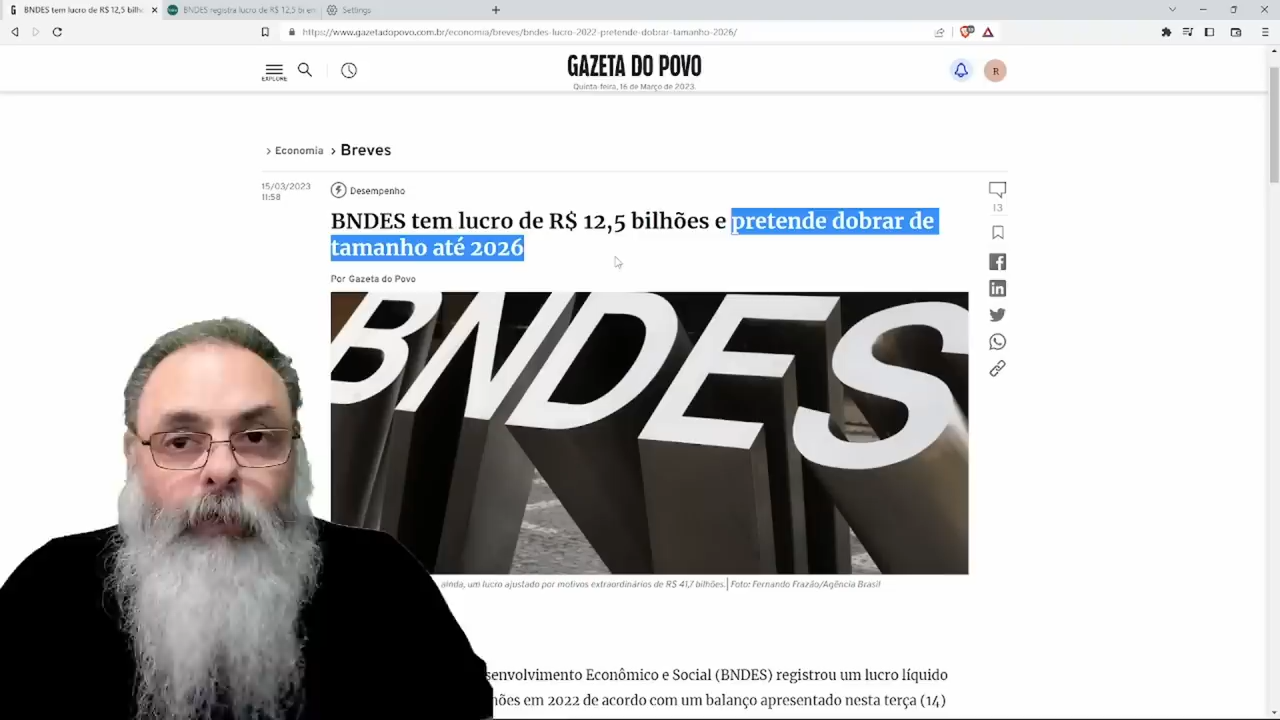 BNDES tem lucro de R$ 12,5 bilh
BNDES registra lucro de R$ 12,5 bi em
Settings
https://www.gazetadopovo.com.br/economia/breves/bndes-lucro-2022-pretende-dobrar-tamanho-2026/
EXPLORE
GAZETA DO POVO
Quinta-feira, 16 de Março de 2023.
R
> Economia > Breves
15/03/2023
11:58
Desempenho
13
BNDES tem lucro de R$ 12,5 bilhões e pretende dobrar de
tamanho até 2026
Por Gazeta do Povo
BNDES
ainda, um lucro ajustado por motivos extraordinários de R$ 41,7 bilhões. | Foto: Fernando Frazão/Agência Brasil
senvolvimento Econômico e Social (BNDES) registrou um lucro líquido
hões em 2022 de acordo com um balanço apresentado nesta terça (14)